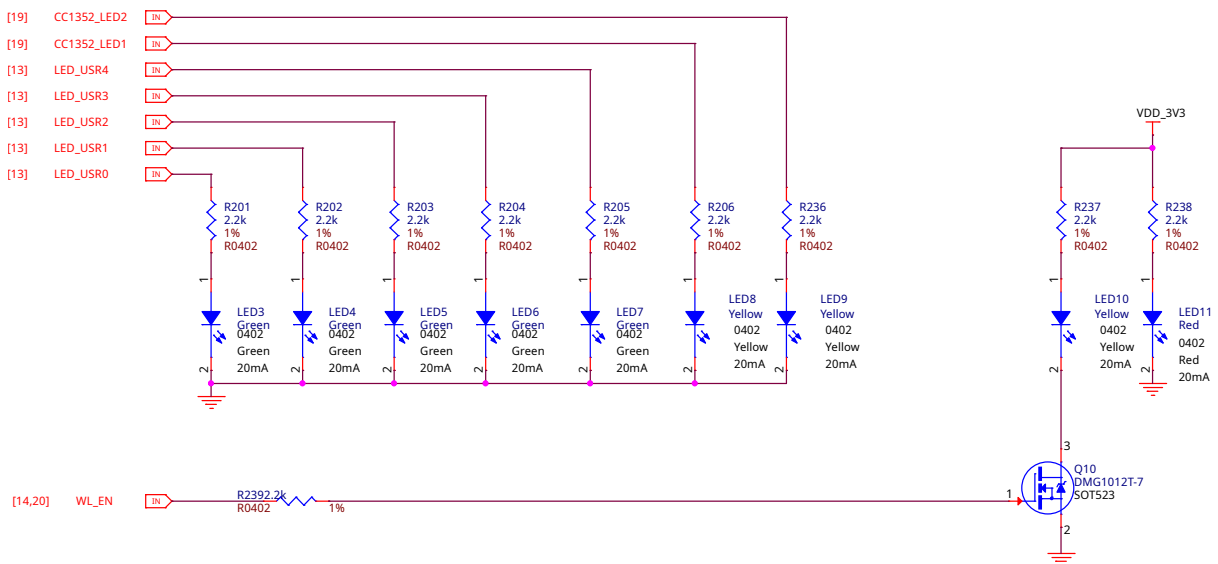 [19] CC1352_LED2 IN
[19] CC1352_LED1 IN
[13] LED_USR4 IN
[13] LED_USR3 IN
[13] LED_USR2 IN
[13] LED_USR1 IN
[13] LED_USR0 IN
VDD_3V3
R201
2.2k
1%
R0402
R202
2.2k
1%
R0402
R203
2.2k
1%
R0402
R204
2.2k
1%
R0402
R205
2.2k
1%
R0402
R206
2.2k
1%
R0402
R236
2.2k
1%
R0402
R237
2.2k
1%
R0402
R238
2.2k
1%
R0402
1
1
1
1
1
1
1
1
1
LED3
Green
0402
Green
20mA
LED4
Green
0402
Green
20mA
LED5
Green
0402
Green
20mA
LED6
Green
0402
Green
20mA
LED7
Green
0402
Green
20mA
LED8
Yellow
0402
Yellow
20mA
LED9
Yellow
0402
Yellow
20mA
LED10
Yellow
0402
Yellow
20mA
LED11
Red
0402
Red
20mA
2
2
2
2
2
2
2
2
2
[14,20] WL_EN IN
R239 2.2k
R0402 1%
3
1
Q10
DMG1012T-7
SOT523
2